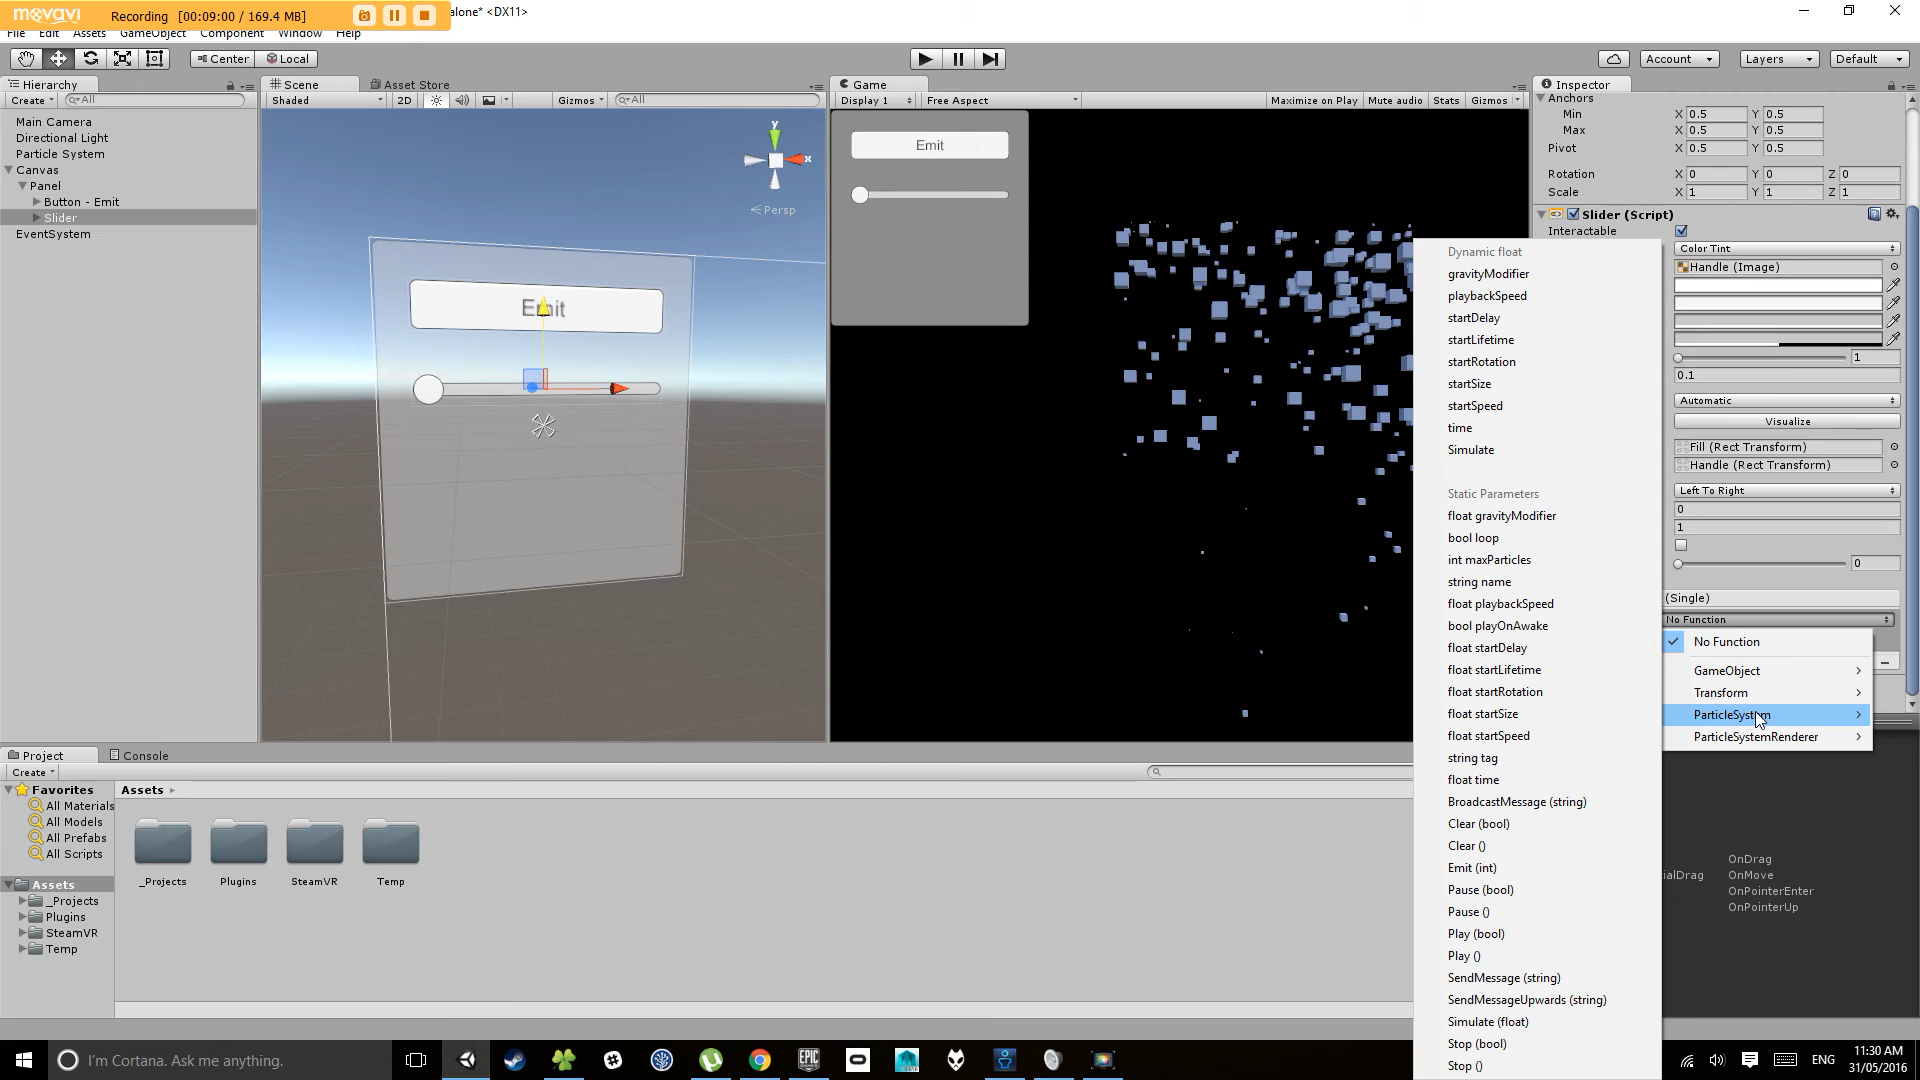 movavi Recording [00:09:00 / 169.4 MB]
alone* <DX11>
File Edit Assets GameObject Component Window Help
Center Local
Account Layers Default
Hierarchy
Create All
Main Camera
Directional Light
Particle System
Canvas
Panel
Button - Emit
Slider
EventSystem
Scene Asset Store
Shaded 2D Gizmos All
y
x
Persp
Emit
Game
Display 1 Free Aspect Maximize on Play Mute audio Stats Gizmos
Emit
Inspector
Anchors
Min X 0.5 Y 0.5
Max X 0.5 Y 0.5
Pivot X 0.5 Y 0.5
Rotation X 0 Y 0 Z 0
Scale X 1 Y 1 Z 1
Slider (Script)
Interactable
Color Tint
Handle (Image)
1
0.1
Automatic
Visualize
Fill (Rect Transform)
Handle (Rect Transform)
Left To Right
0
1
0
(Single)
No Function
No Function
GameObject
Transform
ParticleSystem
ParticleSystemRenderer
Dynamic float
gravityModifier
playbackSpeed
startDelay
startLifetime
startRotation
startSize
startSpeed
time
Simulate
Static Parameters
float gravityModifier
bool loop
int maxParticles
string name
float playbackSpeed
bool playOnAwake
float startDelay
float startLifetime
float startRotation
float startSize
float startSpeed
string tag
float time
BroadcastMessage (string)
Clear (bool)
Clear ()
Emit (int)
Pause (bool)
Pause ()
Play (bool)
Play ()
SendMessage (string)
SendMessageUpwards (string)
Simulate (float)
Stop (bool)
Stop ()
OnDrag
ialDrag OnMove
OnPointerEnter
OnPointerUp
Project Console
Create
Favorites
All Materials
All Models
All Prefabs
All Scripts
Assets
_Projects
Plugins
SteamVR
Temp
Assets
_Projects Plugins SteamVR Temp
I'm Cortana. Ask me anything.
EPIC
ENG
11:30 AM
31/05/2016